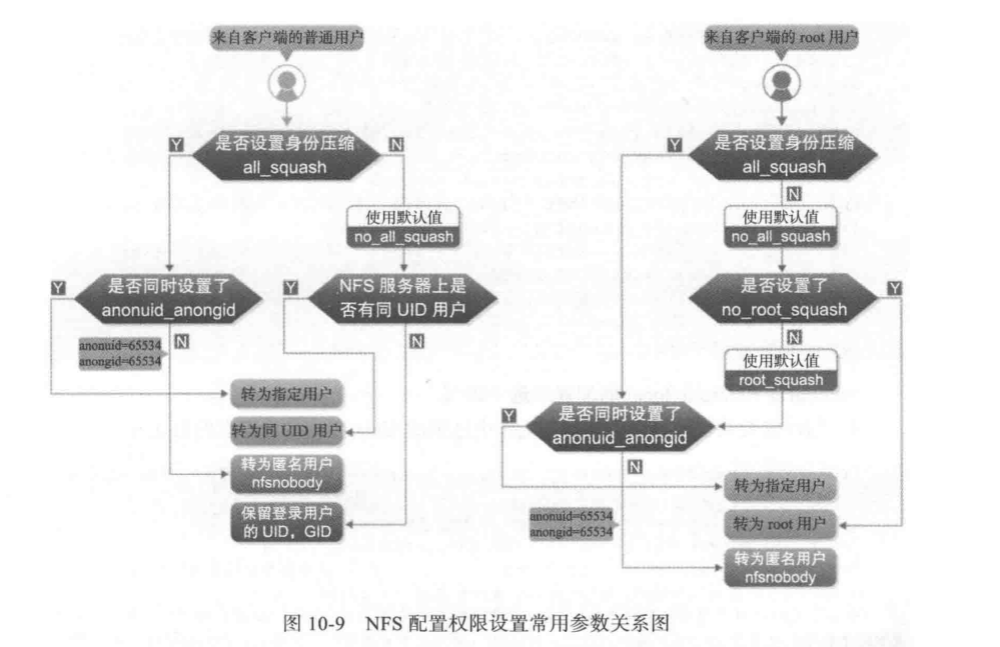 来自客户端的普通用户
Y
是否设置身份压缩
all_squash
N
使用默认值
no_all_squash
Y
是否同时设置了
anonuid_anongid
N
Y
NFS 服务器上是
否有同 UID 用户
N
anonuid=65534
anongid=65534
转为指定用户
转为同 UID 用户
转为匿名用户
nfsnobody
保留登录用户
的 UID，GID
来自客户端的 root 用户
Y
是否设置身份压缩
all_squash
N
使用默认值
no_all_squash
是否设置了
no_root_squash
Y
N
使用默认值
root_squash
Y
是否同时设置了
anonuid_anongid
N
anonuid=65534
anongid=65534
转为指定用户
转为 root 用户
转为匿名用户
nfsnobody
图 10-9 NFS 配置权限设置常用参数关系图